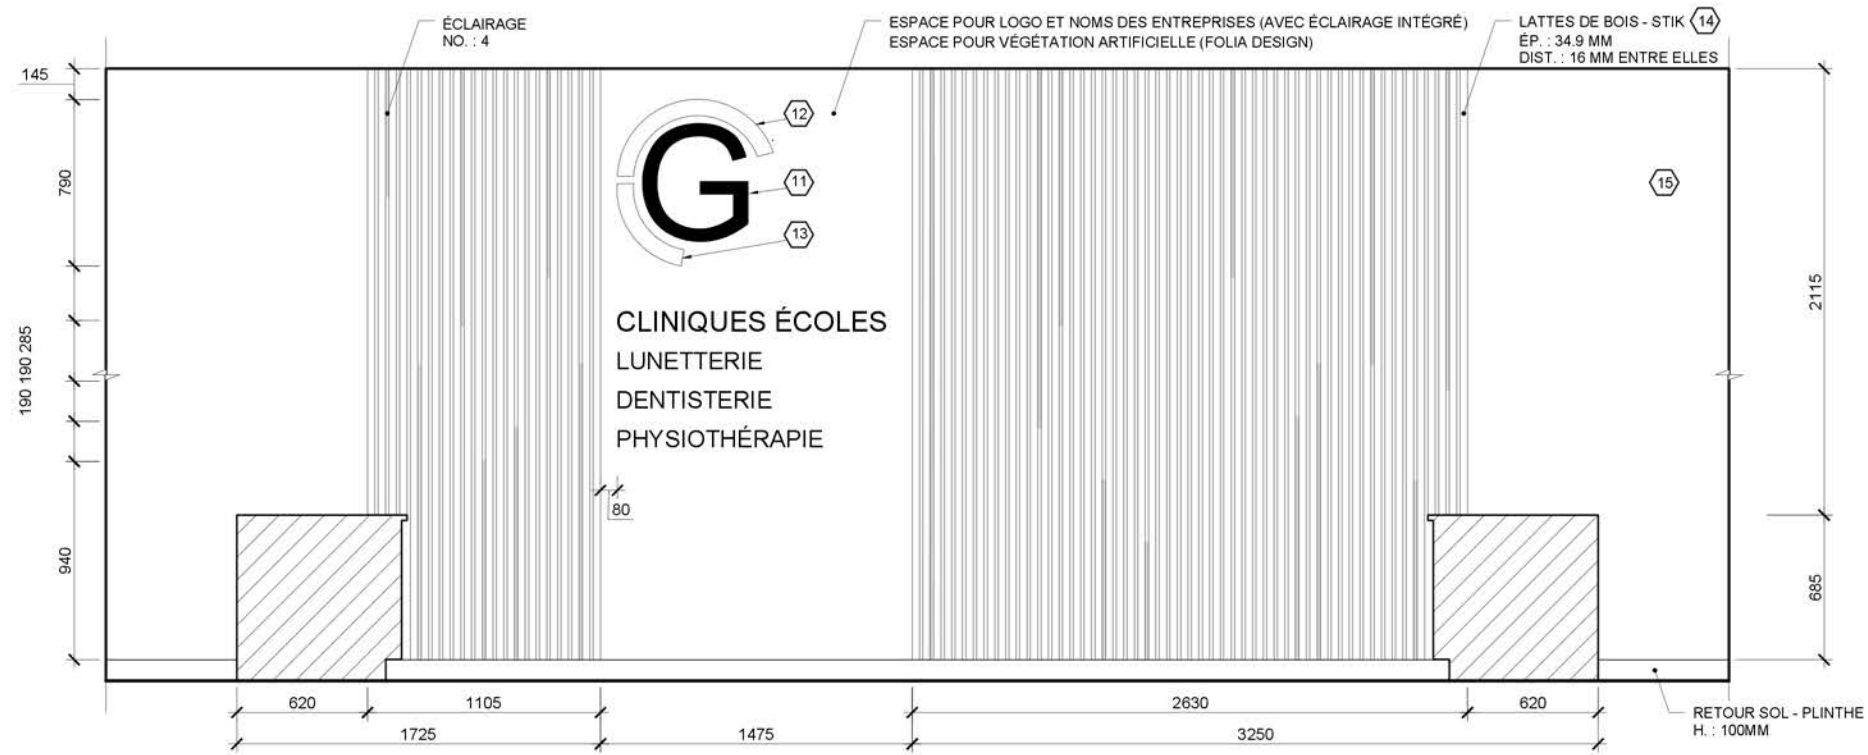 ÉCLAIRAGE
NO. : 4
ESPACE POUR LOGO ET NOMS DES ENTREPRISES (AVEC ÉCLAIRAGE INTÉGRÉ)
ESPACE POUR VÉGÉTATION ARTIFICIELLE (FOLIA DESIGN)
LATTES DE BOIS - STIK 14
ÉP. : 34.9 MM
DIST. : 16 MM ENTRE ELLES
145
790
190 190 285
940
12
11
13
G
15
CLINIQUES ÉCOLES
LUNETTERIE
DENTISTERIE
PHYSIOTHÉRAPIE
80
2115
685
620
1105
2630
620
1725
1475
3250
RETOUR SOL - PLINTHE
H. : 100MM